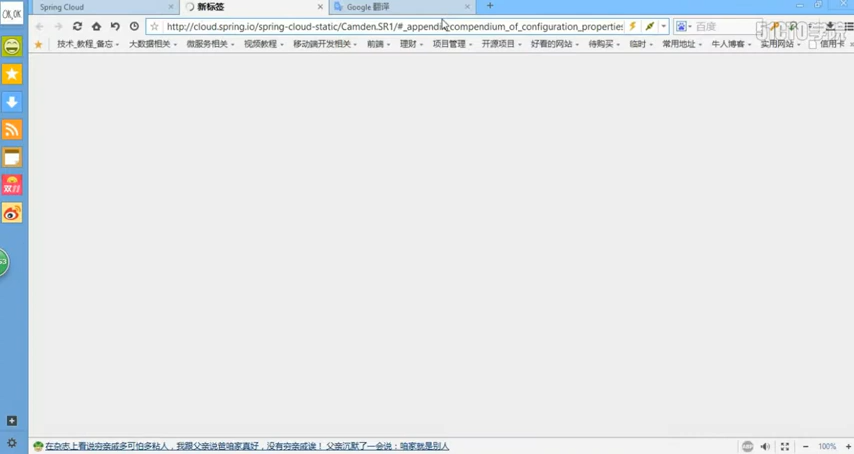 OK,OK
Spring Cloud
新标签
Google 翻译
http://cloud.spring.io/spring-cloud-static/Camden.SR1/#_appendix_compendium_of_configuration_properties
百度
51CTO学院
技术_教程_备忘
大数据相关
微服务相关
视频教程
移动端开发相关
前端
理财
项目管理
开源项目
好看的网站
待购买
临时
常用地址
牛人博客
实用网站
信用卡
双11
53
在杂志上看说穷亲戚多可怕多粘人，我跟父亲说爸咱家真好，没有穷亲戚诶！ 父亲沉默了一会说：咱家就是别人
100%